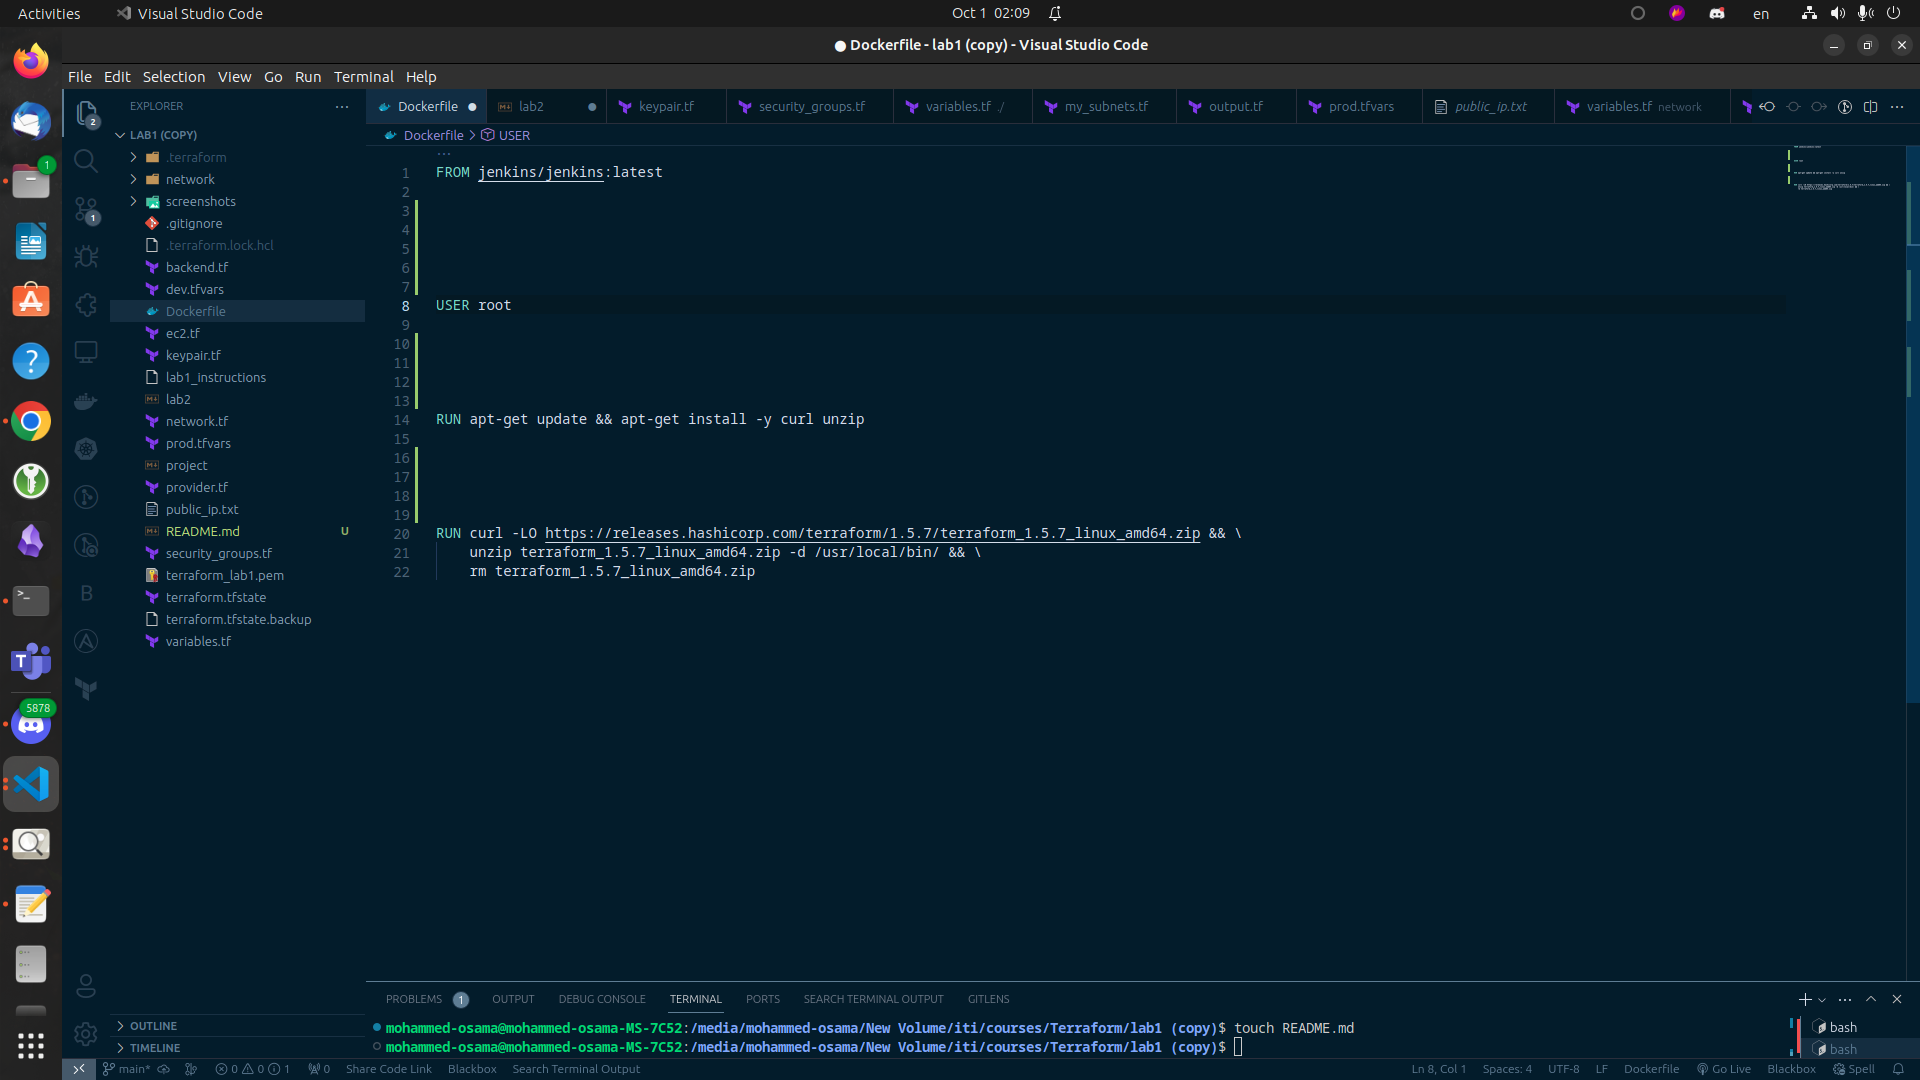 Activities
Visual Studio Code
Oct 1 02:09
en
● Dockerfile - lab1 (copy) - Visual Studio Code
File Edit Selection View Go Run Terminal Help
EXPLORER
Dockerfile
lab2
keypair.tf
security_groups.tf
variables.tf ./
my_subnets.tf
output.tf
prod.tfvars
public_ip.txt
variables.tf network
Dockerfile > USER
LAB1 (COPY)
.terraform
network
screenshots
.gitignore
.terraform.lock.hcl
backend.tf
dev.tfvars
Dockerfile
ec2.tf
keypair.tf
lab1_instructions
lab2
network.tf
prod.tfvars
project
provider.tf
public_ip.txt
README.md U
security_groups.tf
terraform_lab1.pem
terraform.tfstate
terraform.tfstate.backup
variables.tf
OUTLINE
TIMELINE
1
2
1
5878
1 FROM jenkins/jenkins:latest
2
3
4
5
6
7
8 USER root
9
10
11
12
13
14 RUN apt-get update && apt-get install -y curl unzip
15
16
17
18
19
20 RUN curl -LO https://releases.hashicorp.com/terraform/1.5.7/terraform_1.5.7_linux_amd64.zip && \
21 unzip terraform_1.5.7_linux_amd64.zip -d /usr/local/bin/ && \
22 rm terraform_1.5.7_linux_amd64.zip
PROBLEMS 1 OUTPUT DEBUG CONSOLE TERMINAL PORTS SEARCH TERMINAL OUTPUT GITLENS
mohammed-osama@mohammed-osama-MS-7C52:/media/mohammed-osama/New Volume/iti/courses/Terraform/lab1 (copy)$ touch README.md
mohammed-osama@mohammed-osama-MS-7C52:/media/mohammed-osama/New Volume/iti/courses/Terraform/lab1 (copy)$
bash
bash
main* 0 0 1 0 Share Code Link Blackbox Search Terminal Output
Ln 8, Col 1 Spaces: 4 UTF-8 LF Dockerfile Go Live Blackbox Spell